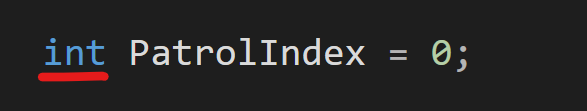 int PatrolIndex = 0;